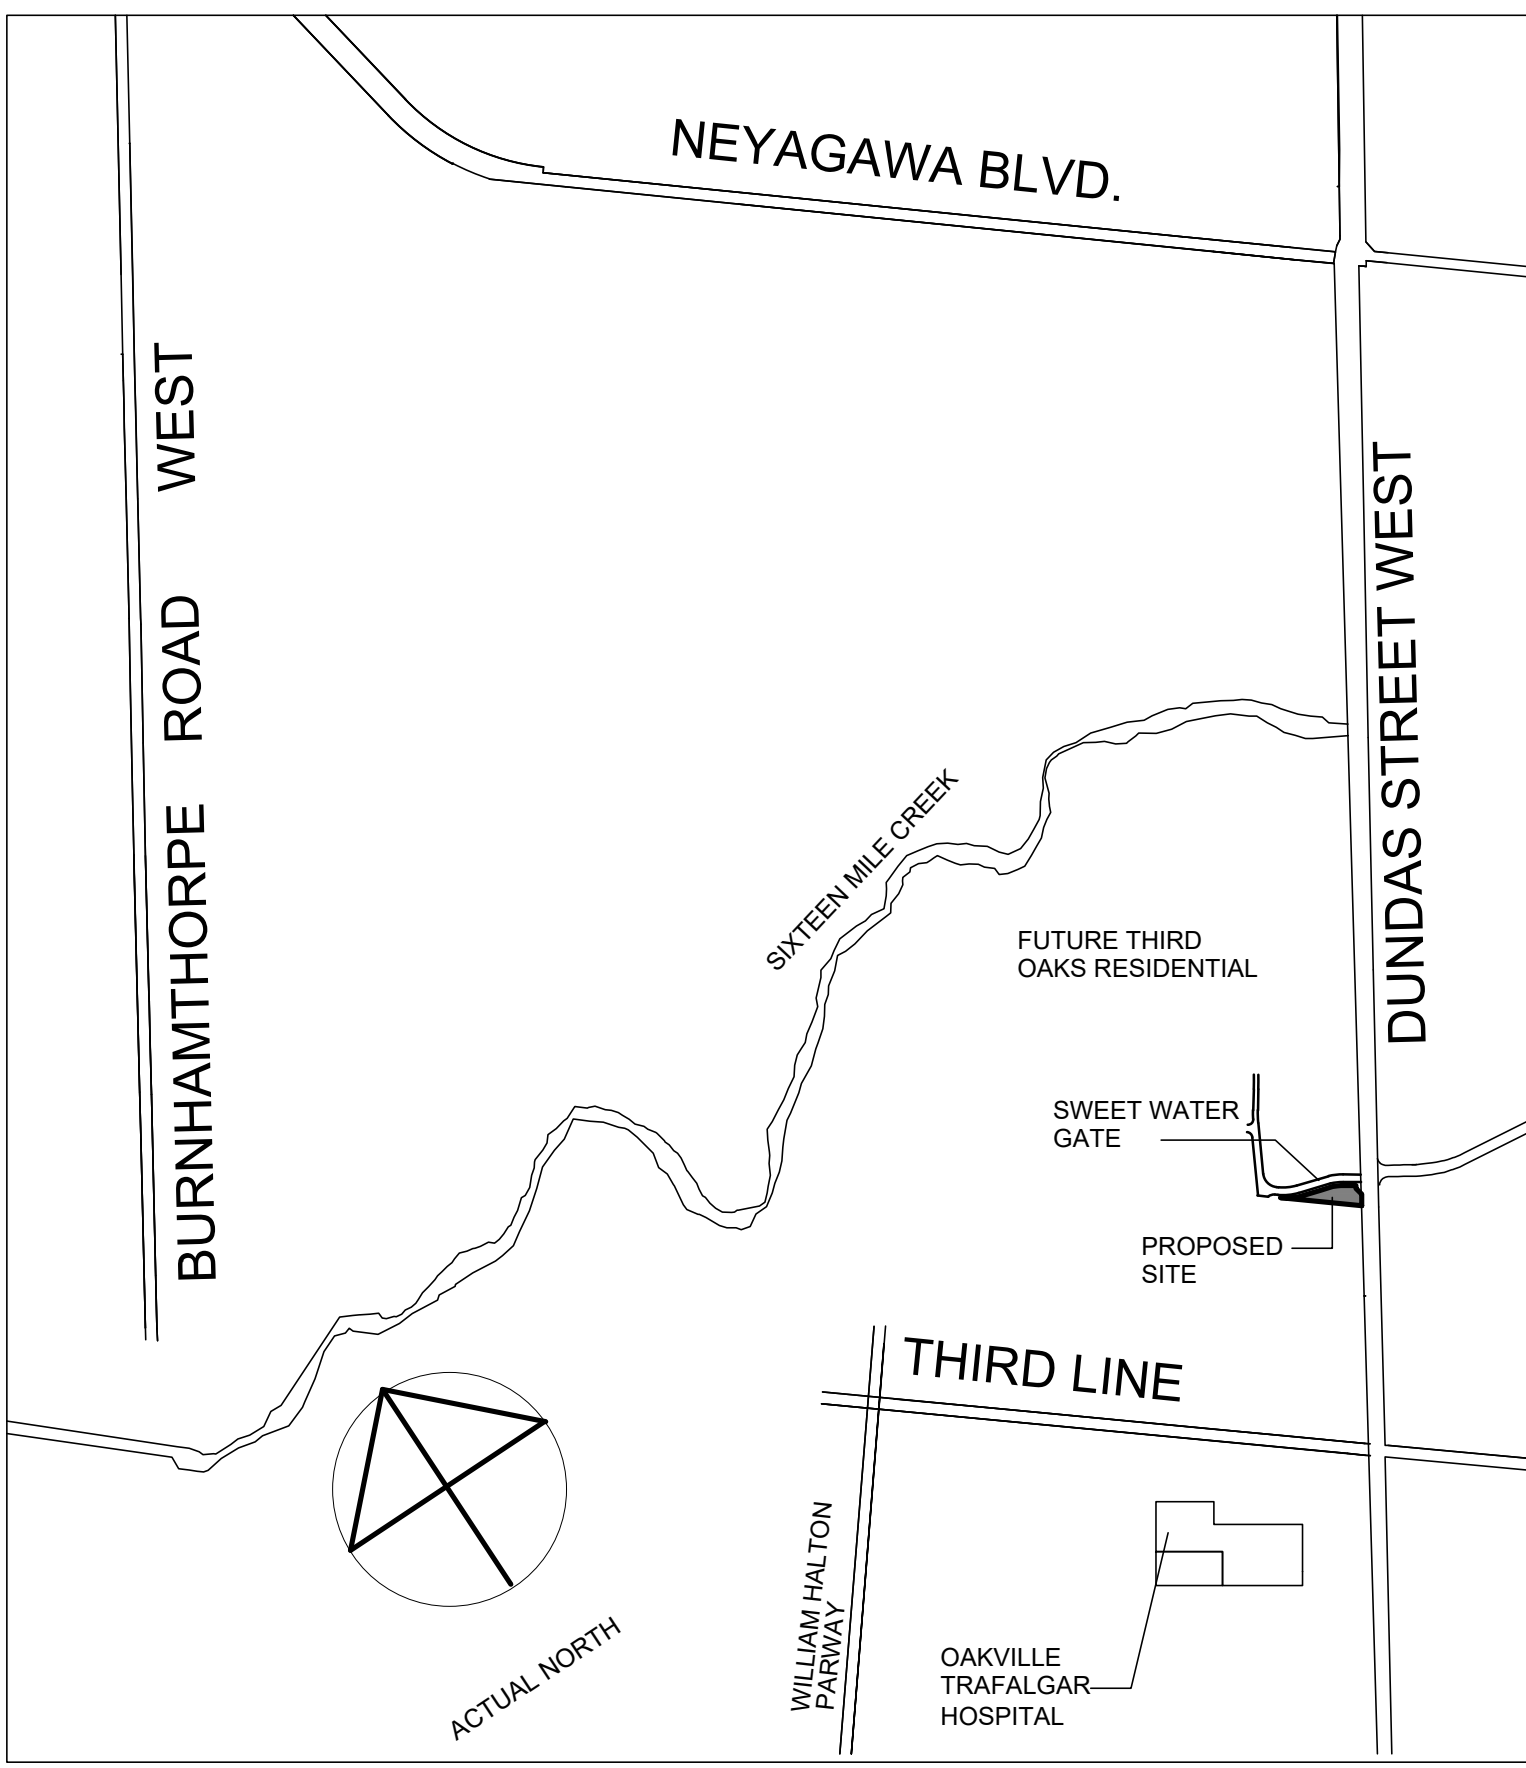 NEYAGAWA BLVD.
BURNHAMTHORPE ROAD WEST
DUNDAS STREET WEST
SIXTEEN MILE CREEK
FUTURE THIRD
OAKS RESIDENTIAL
SWEET WATER
GATE
PROPOSED
SITE
THIRD LINE
WILLIAM HALTON
PARWAY
OAKVILLE
TRAFALGAR
HOSPITAL
ACTUAL NORTH